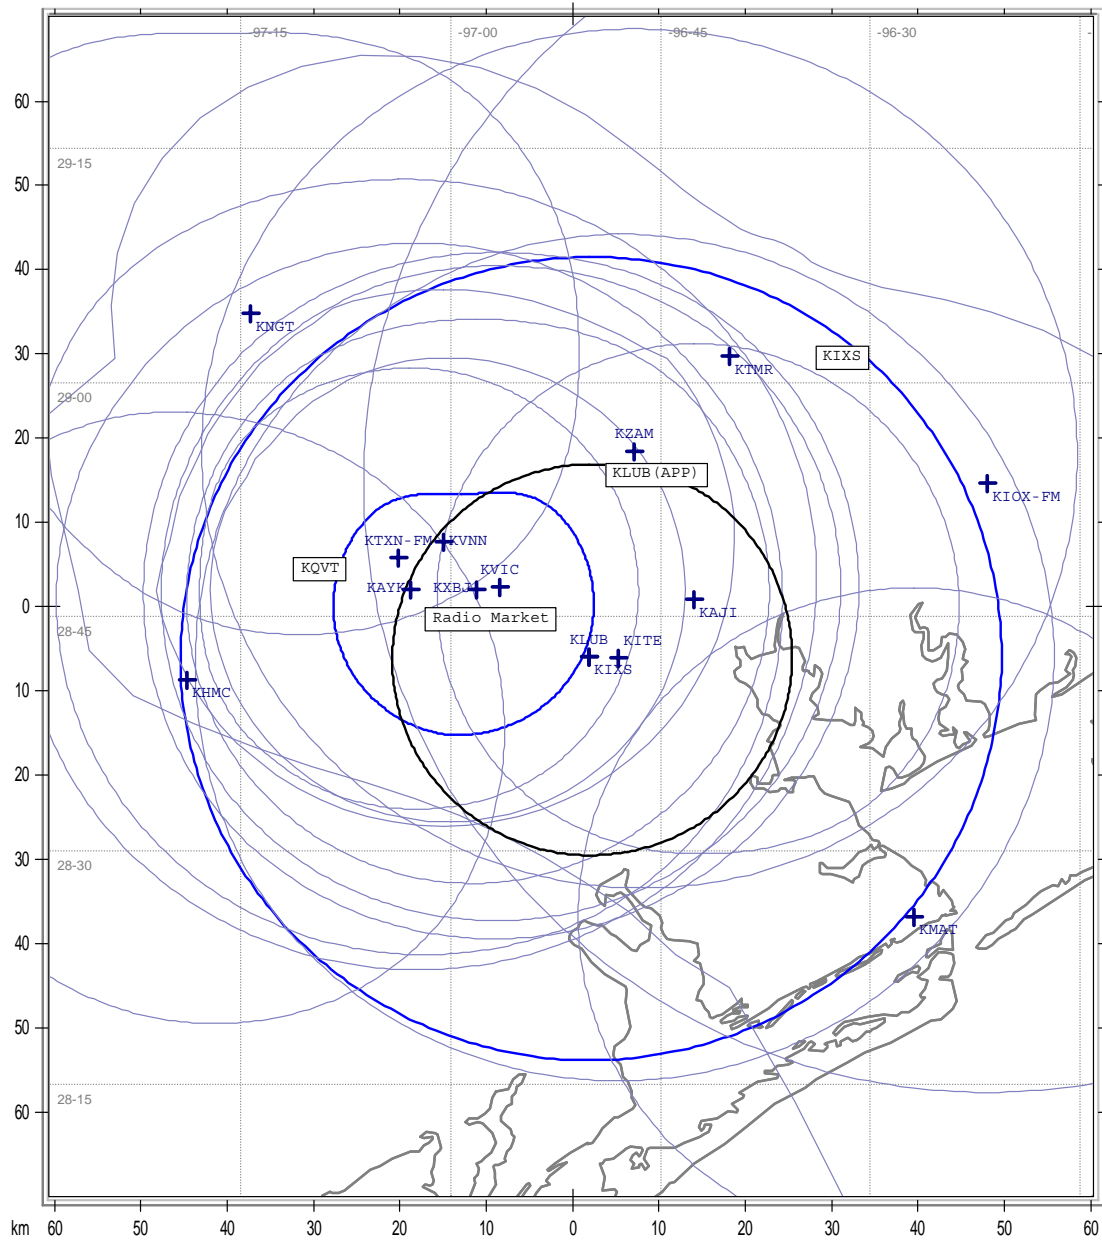 -97-15
-97-00
-96-45
-96-30
60
29-15
50
40
KNGT
30
KIXS
KTMR
29-00
20
KZAM
KLUB(APP)
KIOX-FM
10
KTXN-FM
KVNN
KQVT
KVIC
KAYK
KXBJ
0
KAJI
Radio Market
28-45
KLUB
KITE
KIXS
10
KHMC
20
30
28-30
40
KMAT
50
28-15
60
km
60
50
40
30
20
10
0
10
20
30
40
50
60